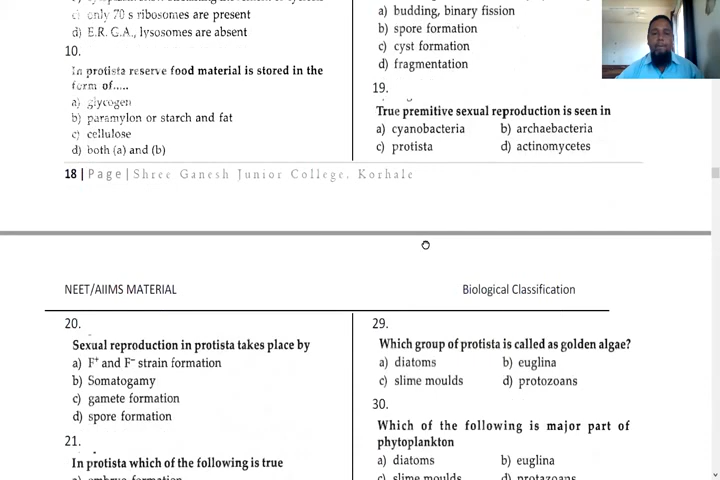 c) only 70 s ribosomes are present
d) E.R. G.A., lysosomes are absent
10.
In protista reserve food material is stored in the
form of.....
a) glycogen
b) paramylon or starch and fat
c) cellulose
d) both (a) and (b)
a) budding, binary fission
b) spore formation
c) cyst formation
d) fragmentation
19.
True premitive sexual reproduction is seen in
a) cyanobacteria b) archaebacteria
c) protista d) actinomycetes
18 | Page | Shree Ganesh Junior College, Korhale
NEET/AIIMS MATERIAL
Biological Classification
20.
Sexual reproduction in protista takes place by
a) F⁺ and F⁻ strain formation
b) Somatogamy
c) gamete formation
d) spore formation
21.
In protista which of the following is true
a) embryo formation
29.
Which group of protista is called as golden algae?
a) diatoms b) euglina
c) slime moulds d) protozoans
30.
Which of the following is major part of
phytoplankton
a) diatoms b) euglina
c) slime moulds d) protazoans